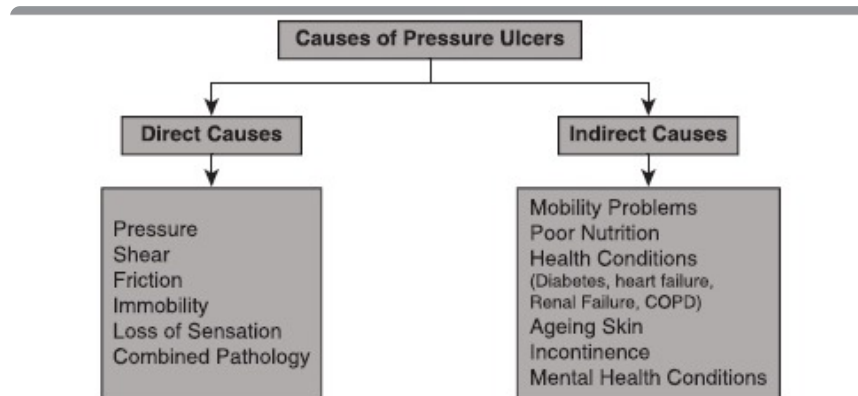 Causes of Pressure Ulcers
Direct Causes
Indirect Causes
Pressure
Shear
Friction
Immobility
Loss of Sensation
Combined Pathology
Mobility Problems
Poor Nutrition
Health Conditions
(Diabetes, heart failure,
Renal Failure, COPD)
Ageing Skin
Incontinence
Mental Health Conditions